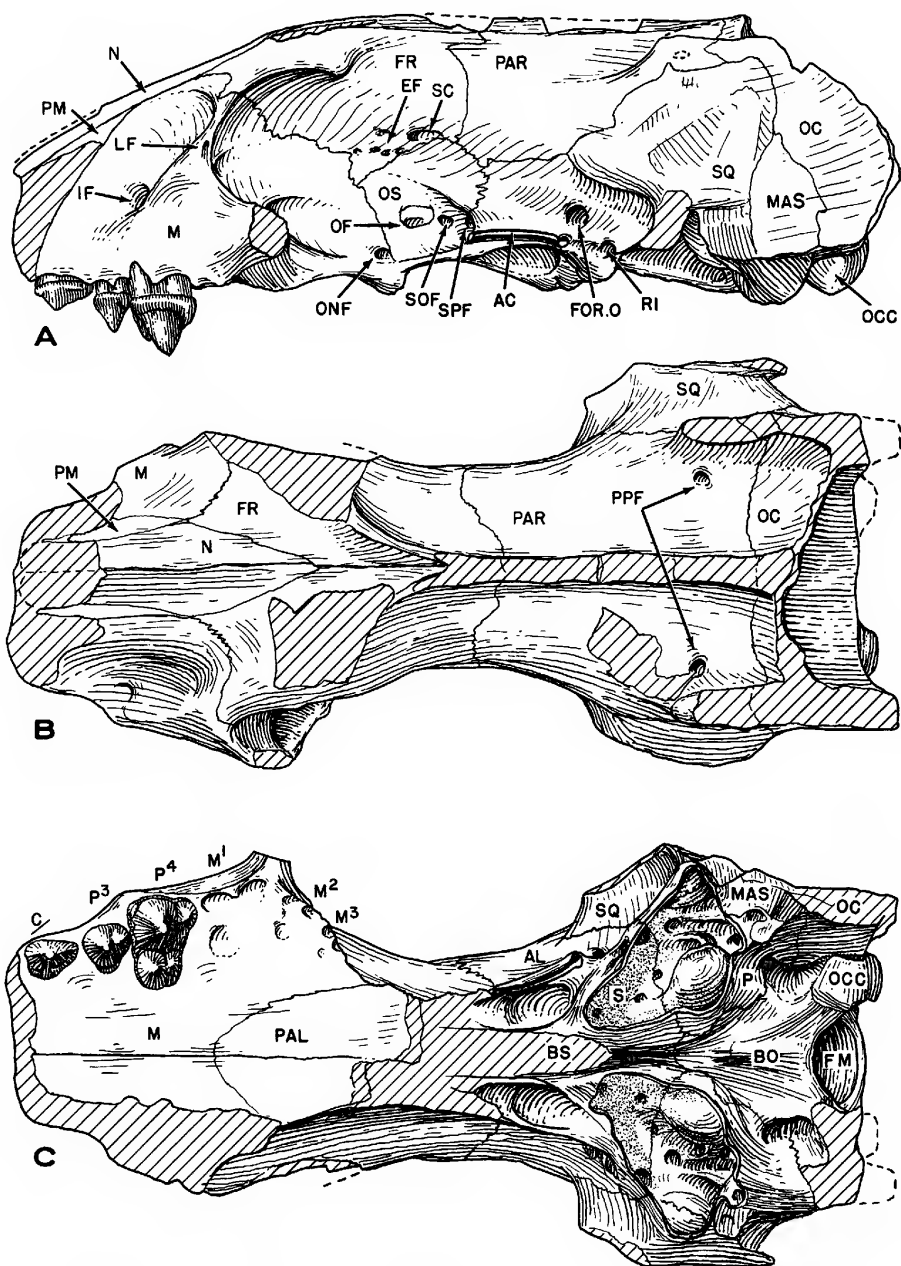 N
FR
PAR
PM
EF
SC
OC
LF
SQ
IF
OS
MAS
M
OF
ONF
SOF
SPF
AC
FOR.O
RI
OCC
A
SQ
M
PM
FR
PPF
N
PAR
OC
B
C
P³
P⁴
M¹
M²
M³
SQ
MAS
OC
AL
S
P
OCC
M
PAL
BS
BO
FM
C